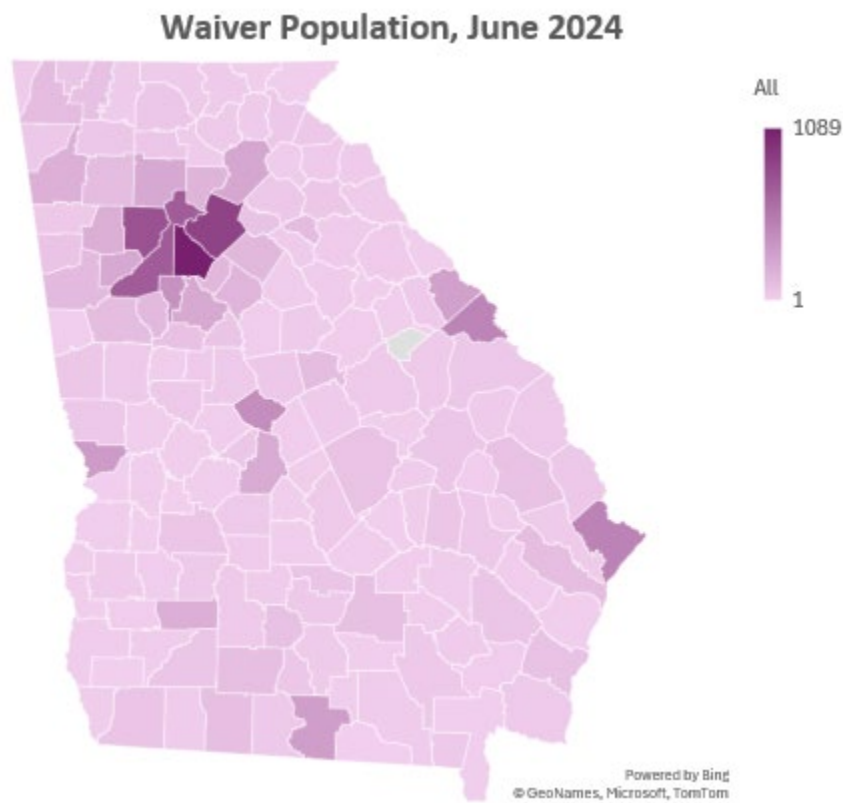 Waiver Population, June 2024
All
1089
1
Powered by Bing
© GeoNames, Microsoft, TomTom